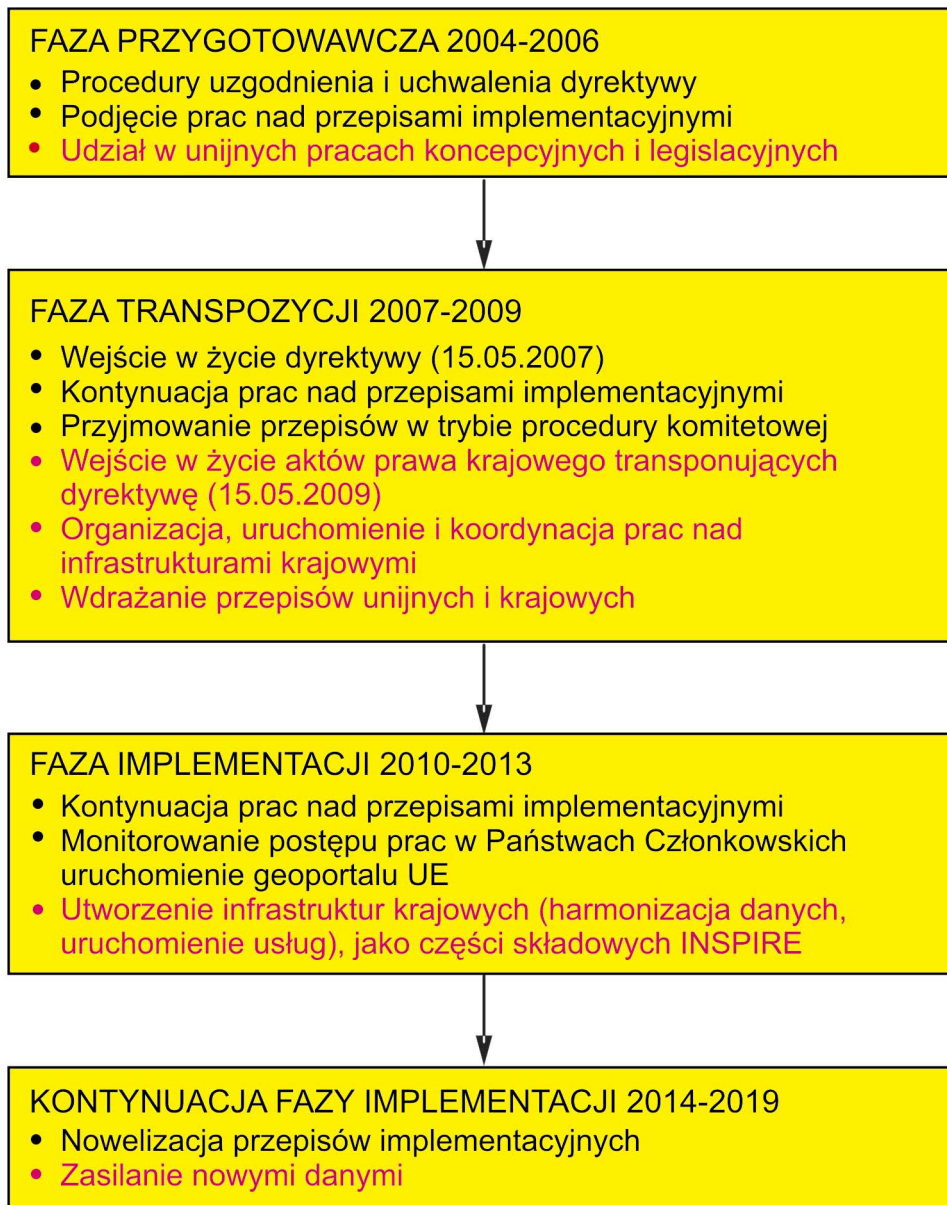 FAZA PRZYGOTOWAWCZA 2004-2006
• Procedury uzgodnienia i uchwalenia dyrektywy
• Podjęcie prac nad przepisami implementacyjnymi
• Udział w unijnych pracach koncepcyjnych i legislacyjnych
FAZA TRANSPOZYCJI 2007-2009
• Wejście w życie dyrektywy (15.05.2007)
• Kontynuacja prac nad przepisami implementacyjnymi
• Przyjmowanie przepisów w trybie procedury komitetowej
• Wejście w życie aktów prawa krajowego transponujących
dyrektywę (15.05.2009)
• Organizacja, uruchomienie i koordynacja prac nad
infrastrukturami krajowymi
• Wdrażanie przepisów unijnych i krajowych
FAZA IMPLEMENTACJI 2010-2013
• Kontynuacja prac nad przepisami implementacyjnymi
• Monitorowanie postępu prac w Państwach Członkowskich
uruchomienie geoportalu UE
• Utworzenie infrastruktur krajowych (harmonizacja danych,
uruchomienie usług), jako części składowych INSPIRE
KONTYNUACJA FAZY IMPLEMENTACJI 2014-2019
• Nowelizacja przepisów implementacyjnych
• Zasilanie nowymi danymi